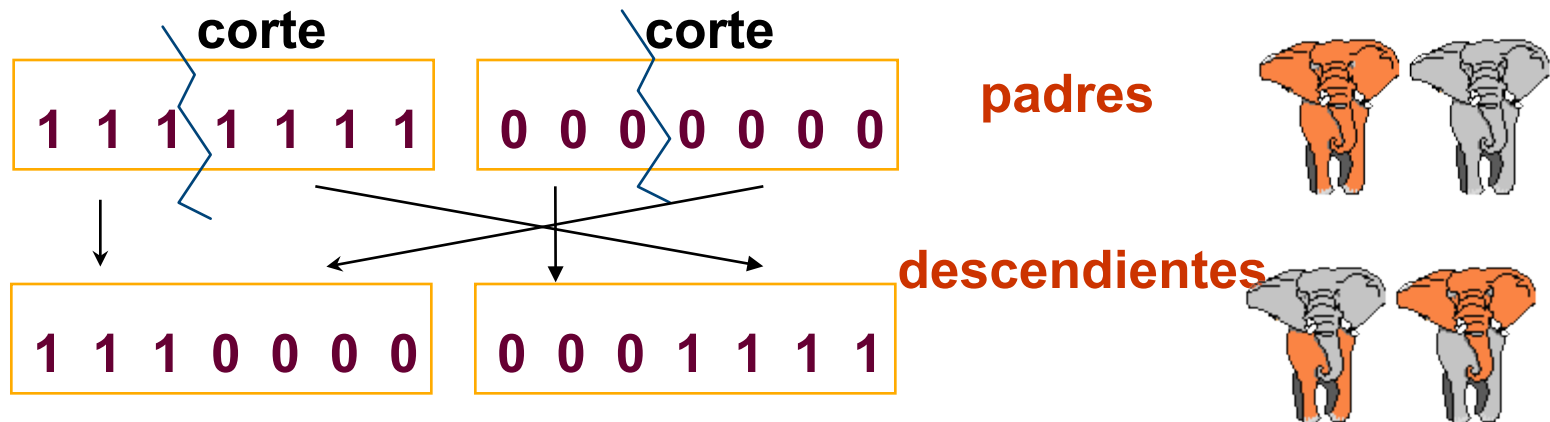 corte corte
1 1 1 1 1 1 1 0 0 0 0 0 0 0
padres
descendientes
1 1 1 0 0 0 0 0 0 0 1 1 1 1